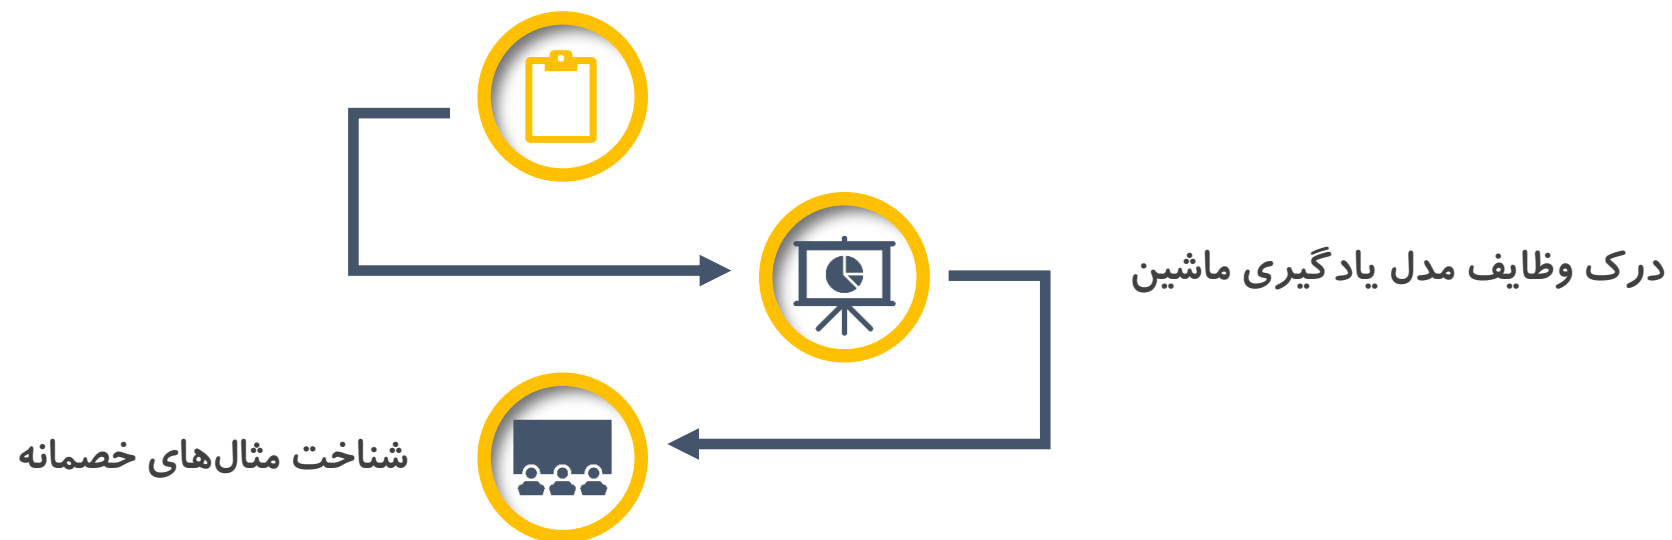 درک وظایف مدل یادگیری ماشین
شناخت مثال‌های خصمانه